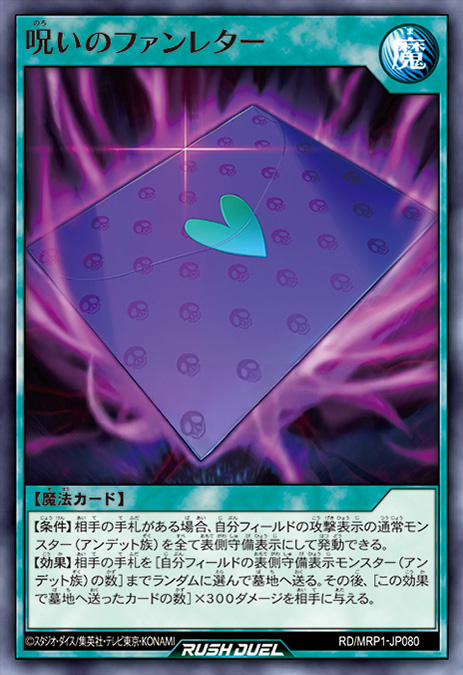 呪いのファンレター
魔
【魔法カード】
【条件】相手の手札がある場合、自分フィールドの攻撃表示の通常モン
スター(アンデット族)を全て表側守備表示にして発動できる。
【効果】相手の手札を[自分フィールドの表側守備表示モンスター(アン
デット族)の数]までランダムに選んで墓地へ送る。その後、[この効果
で墓地へ送ったカードの数]×300ダメージを相手に与える。
©スタジオ・ダイス/集英社・テレビ東京・KONAMI
RUSH DUEL
RD/MRP1-JP080